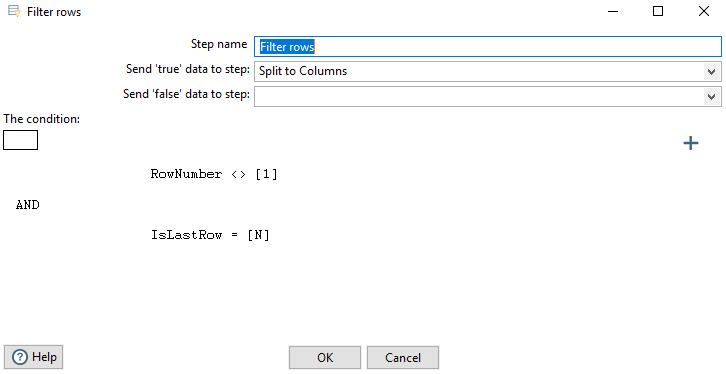 Filter rows
Step name Filter rows
Send 'true' data to step: Split to Columns
Send 'false' data to step:
The condition:
RowNumber <> [1]
AND
IsLastRow = [N]
Help OK Cancel